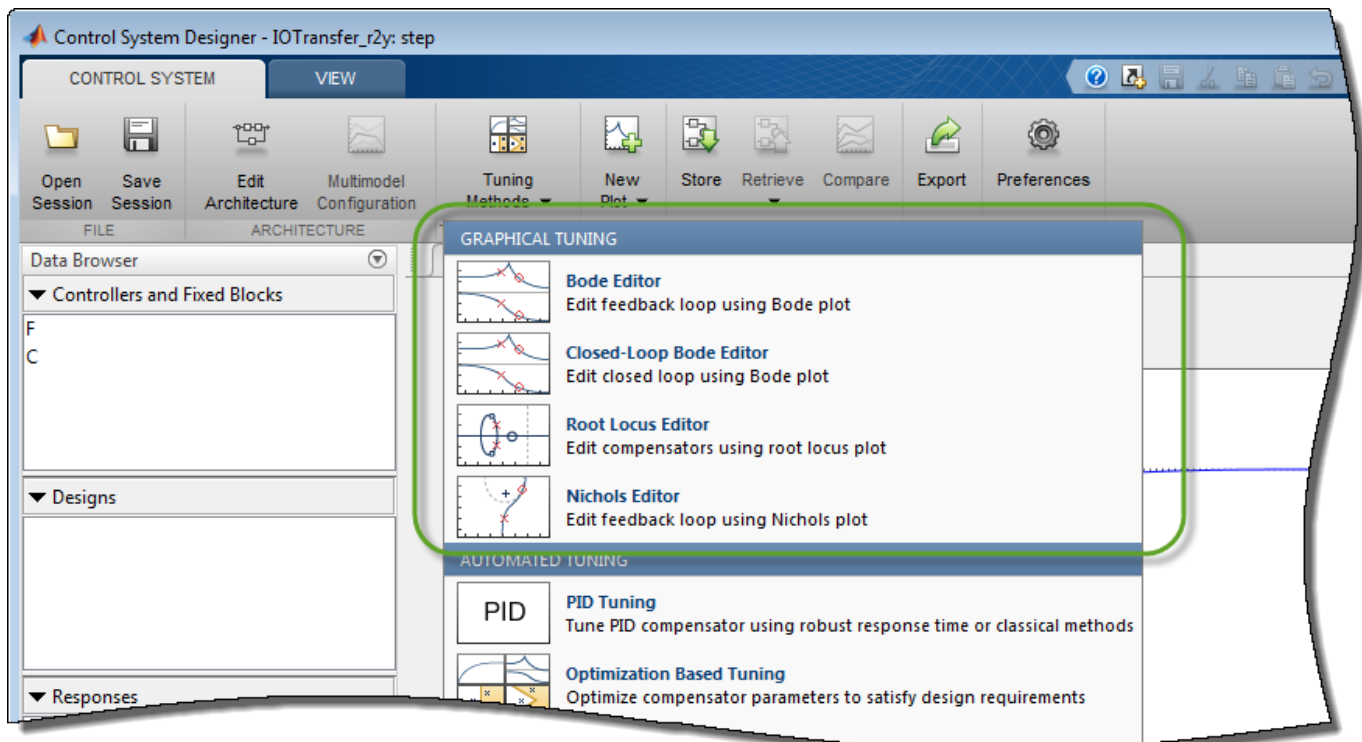 Control System Designer - IOTransfer_r2y: step
CONTROL SYSTEM
VIEW
Open Session
Save Session
Edit Architecture
Multimodel Configuration
Tuning Methods
New Plot
Store
Retrieve
Compare
Export
Preferences
FILE
ARCHITECTURE
Data Browser
Controllers and Fixed Blocks
F
C
Designs
Responses
GRAPHICAL TUNING
Bode Editor
Edit feedback loop using Bode plot
Closed-Loop Bode Editor
Edit closed loop using Bode plot
Root Locus Editor
Edit compensators using root locus plot
Nichols Editor
Edit feedback loop using Nichols plot
AUTOMATED TUNING
PID
PID Tuning
Tune PID compensator using robust response time or classical methods
Optimization Based Tuning
Optimize compensator parameters to satisfy design requirements